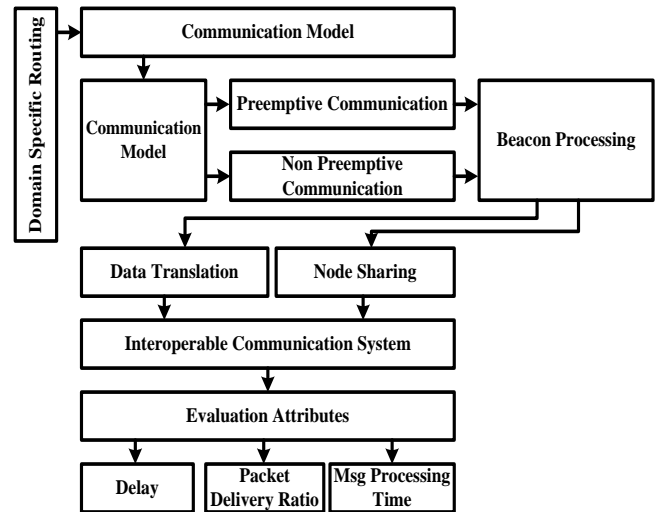 Domain Specific Routing
Communication Model
Communication
Model
Preemptive Communication
Non Preemptive
Communication
Beacon Processing
Data Translation
Node Sharing
Interoperable Communication System
Evaluation Attributes
Delay
Packet
Delivery Ratio
Msg Processing
Time